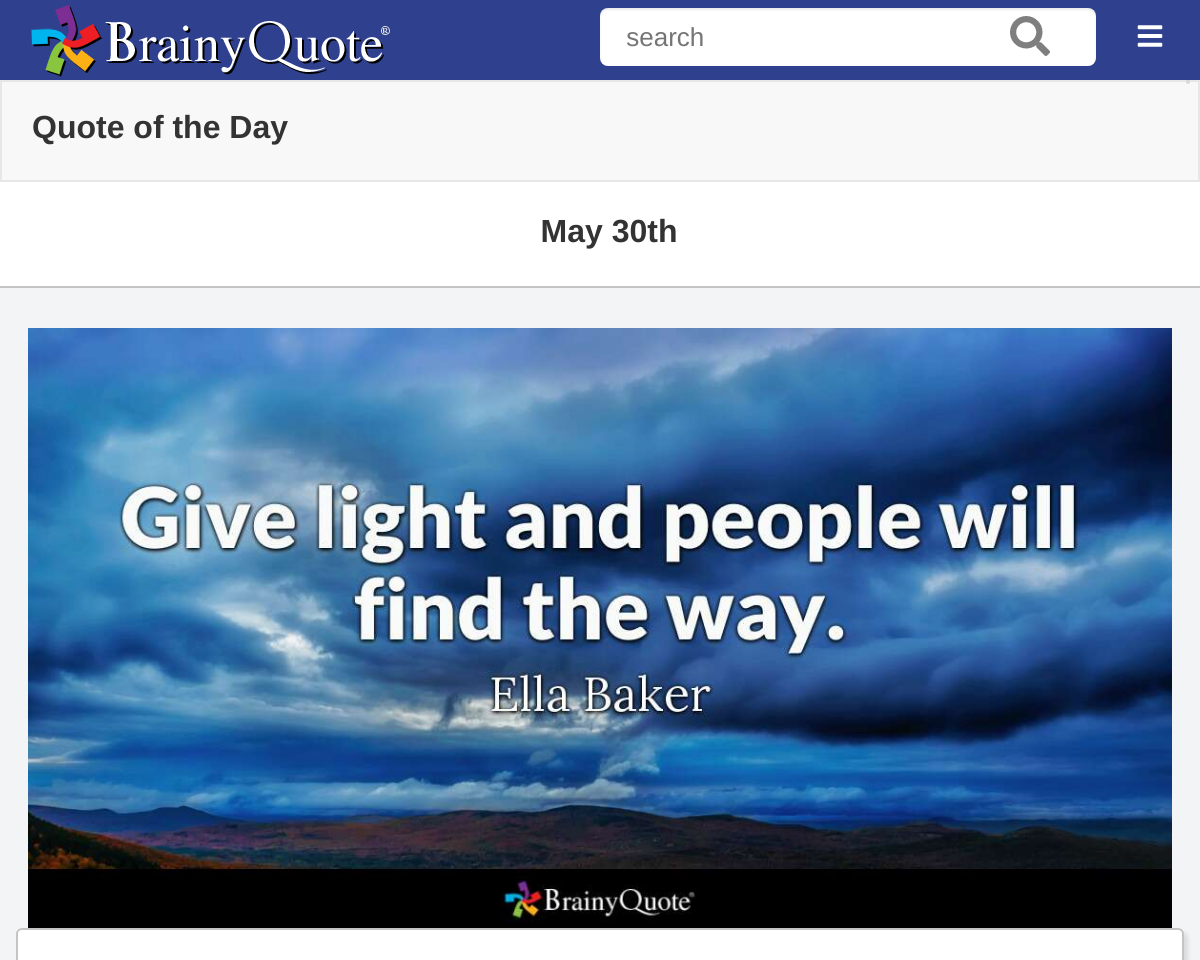 BrainyQuote®
search
Quote of the Day
May 30th
Give light and people will
find the way.
Ella Baker
BrainyQuote®